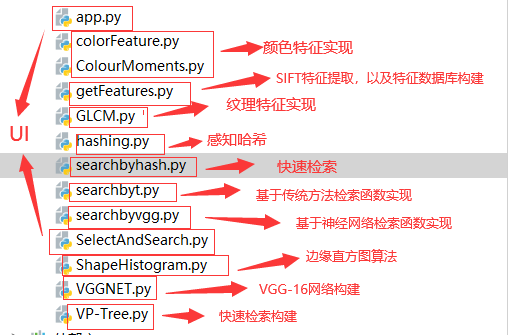 app.py
colorFeature.py
颜色特征实现
ColourMoments.py
getFeatures.py
SIFT特征提取，以及特征数据库构建
GLCM.py
纹理特征实现
UI
hashing.py
感知哈希
searchbyhash.py
快速检索
searchbyt.py
基于传统方法检索函数实现
searchbyvgg.py
基于神经网络检索函数实现
SelectAndSearch.py
ShapeHistogram.py
边缘直方图算法
VGGNET.py
VGG-16网络构建
VP-Tree.py
快速检索构建